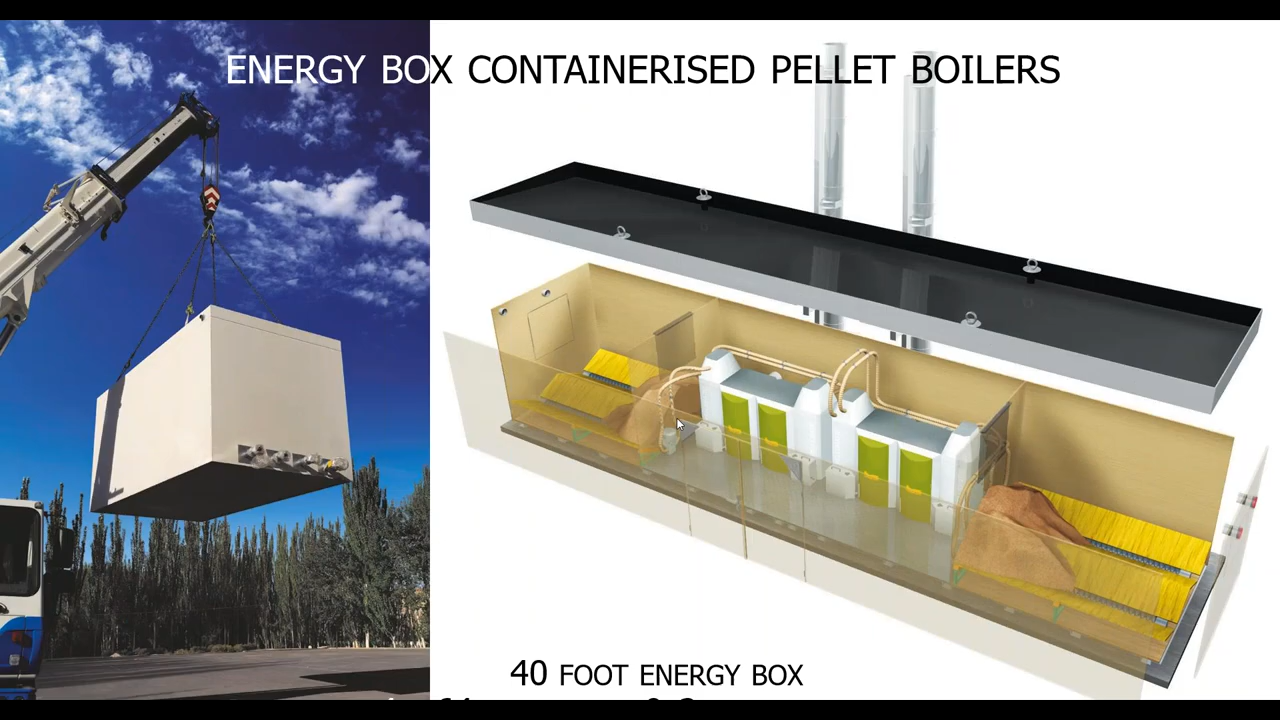 ENERGY BOX CONTAINERISED PELLET BOILERS
40 FOOT ENERGY BOX